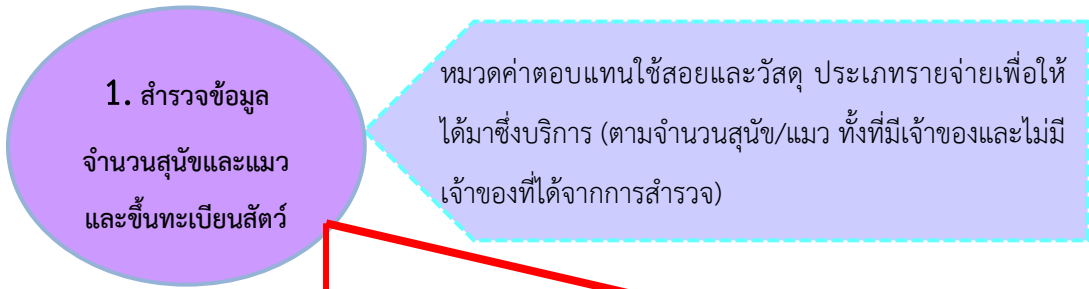 1. สำรวจข้อมูล
จำนวนสุนัขและแมว
และขึ้นทะเบียนสัตว์
หมวดค่าตอบแทนใช้สอยและวัสดุ ประเภทรายจ่ายเพื่อให้
ได้มาซึ่งบริการ (ตามจำนวนสุนัข/แมว ทั้งที่มีเจ้าของและไม่มี
เจ้าของที่ได้จากการสำรวจ)